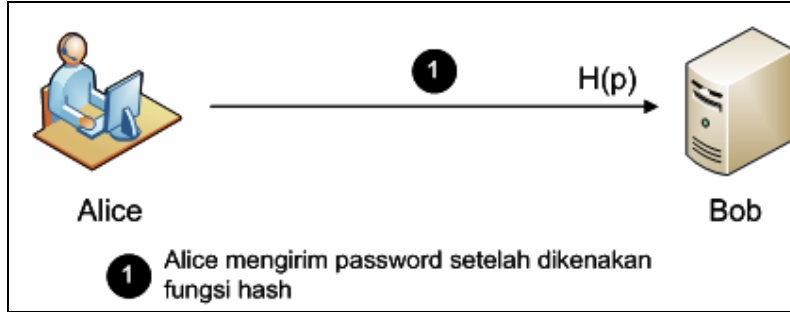 1
H(p)
Alice
Bob
1 Alice mengirim password setelah dikenakan
fungsi hash